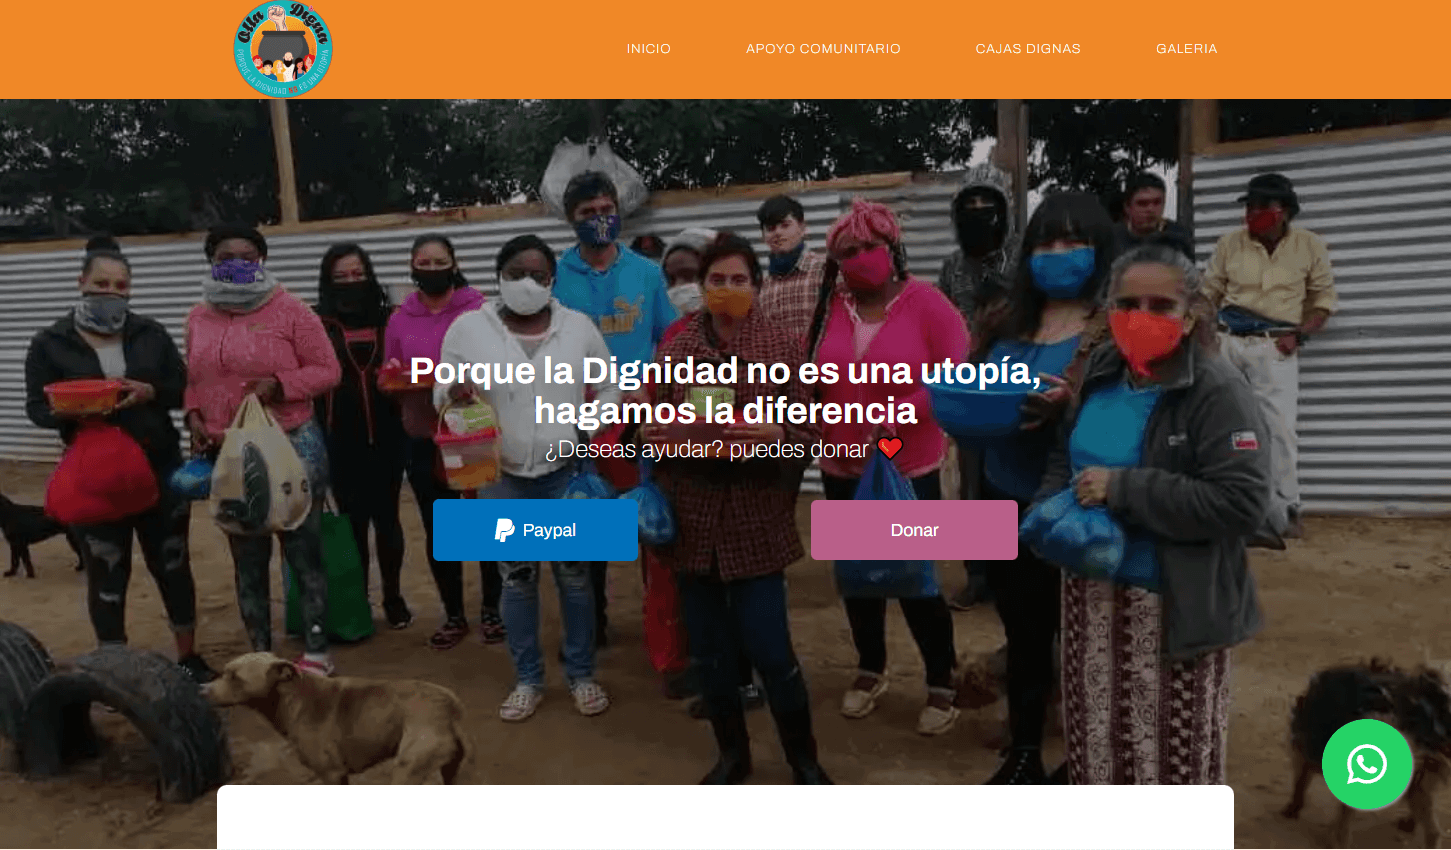 Olla Digna
PORQUE LA DIGNIDAD NO ES UNA UTOPIA
INICIO
APOYO COMUNITARIO
CAJAS DIGNAS
GALERIA
Porque la Dignidad no es una utopía,
hagamos la diferencia
¿Deseas ayudar? puedes donar
Paypal
Donar